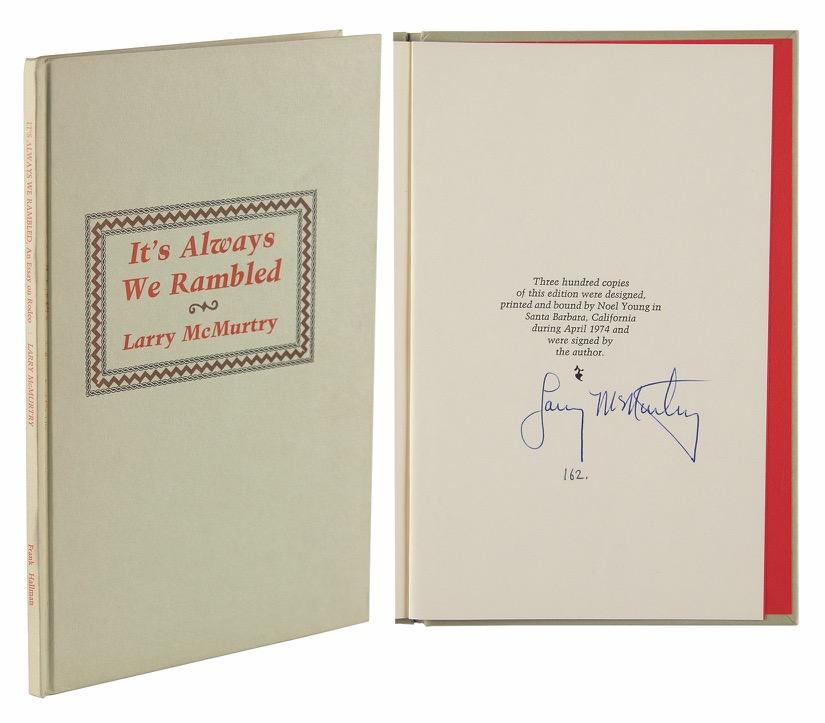 IT'S ALWAYS WE RAMBLED, An Essay on Rodeo : LARRY McMURTRY Frank Hallman
It's Always
We Rambled
Larry McMurtry
Three hundred copies
of this edition were designed,
printed and bound by Noel Young in
Santa Barbara, California
during April 1974 and
were signed by
the author.
Larry McMurtry
162.